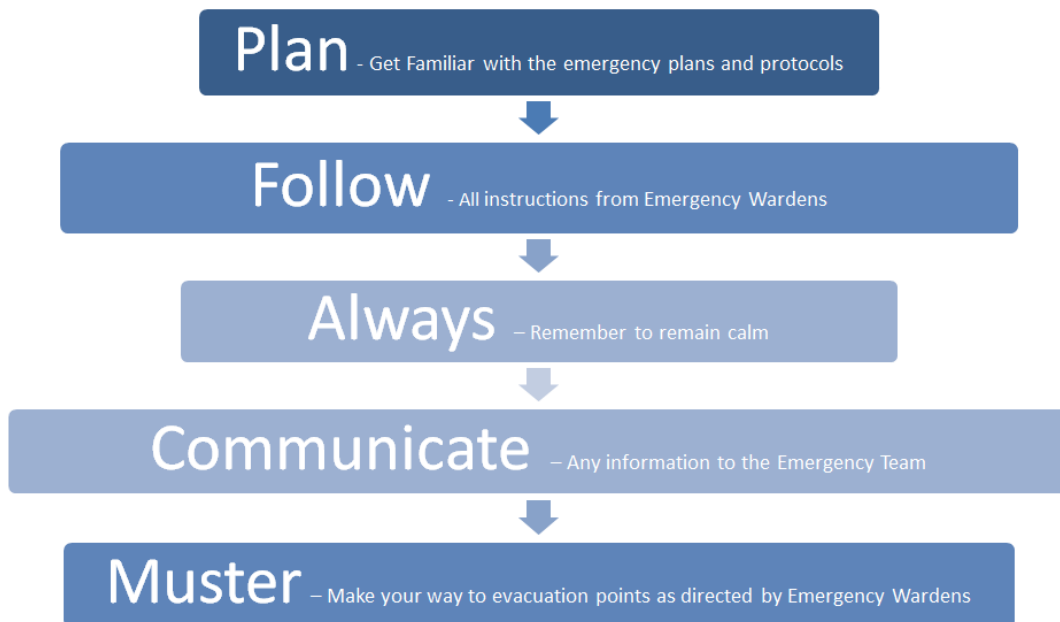 Plan - Get Familiar with the emergency plans and protocols
Follow - All instructions from Emergency Wardens
Always – Remember to remain calm
Communicate – Any information to the Emergency Team
Muster – Make your way to evacuation points as directed by Emergency Wardens